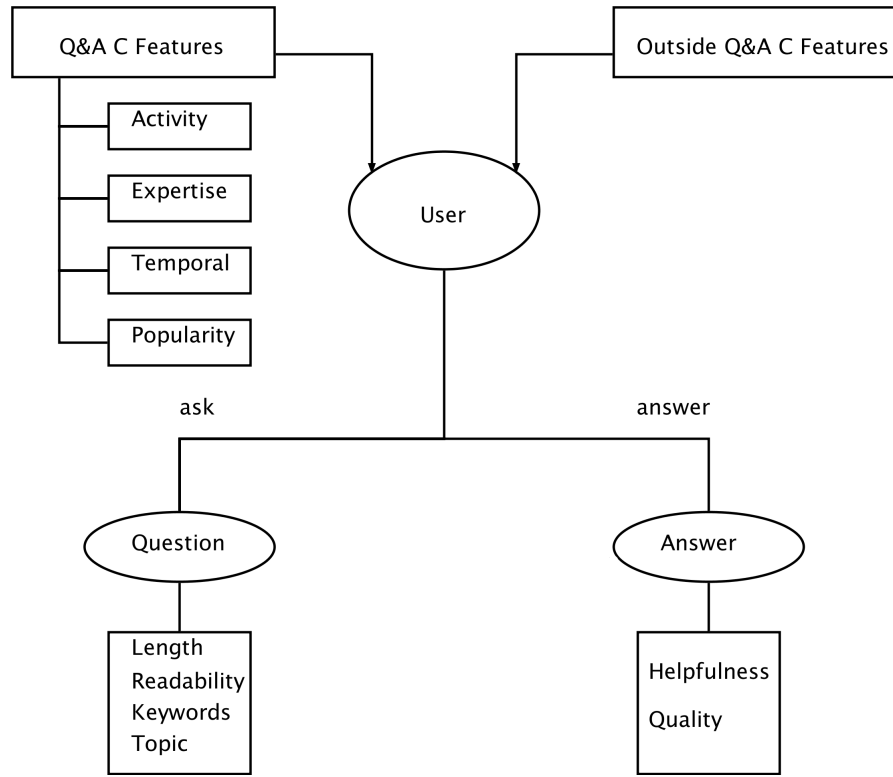 Q&A C Features
Outside Q&A C Features
Activity
Expertise
Temporal
Popularity
User
ask
answer
Question
Answer
Length
Readability
Keywords
Topic
Helpfulness
Quality